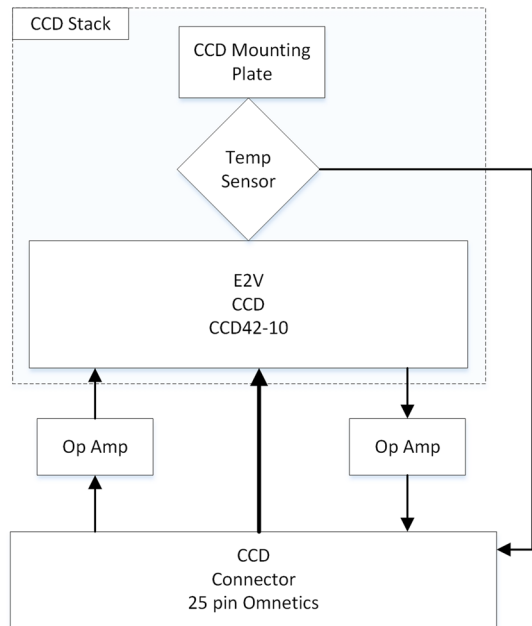 CCD Stack
CCD Mounting
Plate
Temp
Sensor
E2V
CCD
CCD42-10
Op Amp
Op Amp
CCD
Connector
25 pin Omnetics